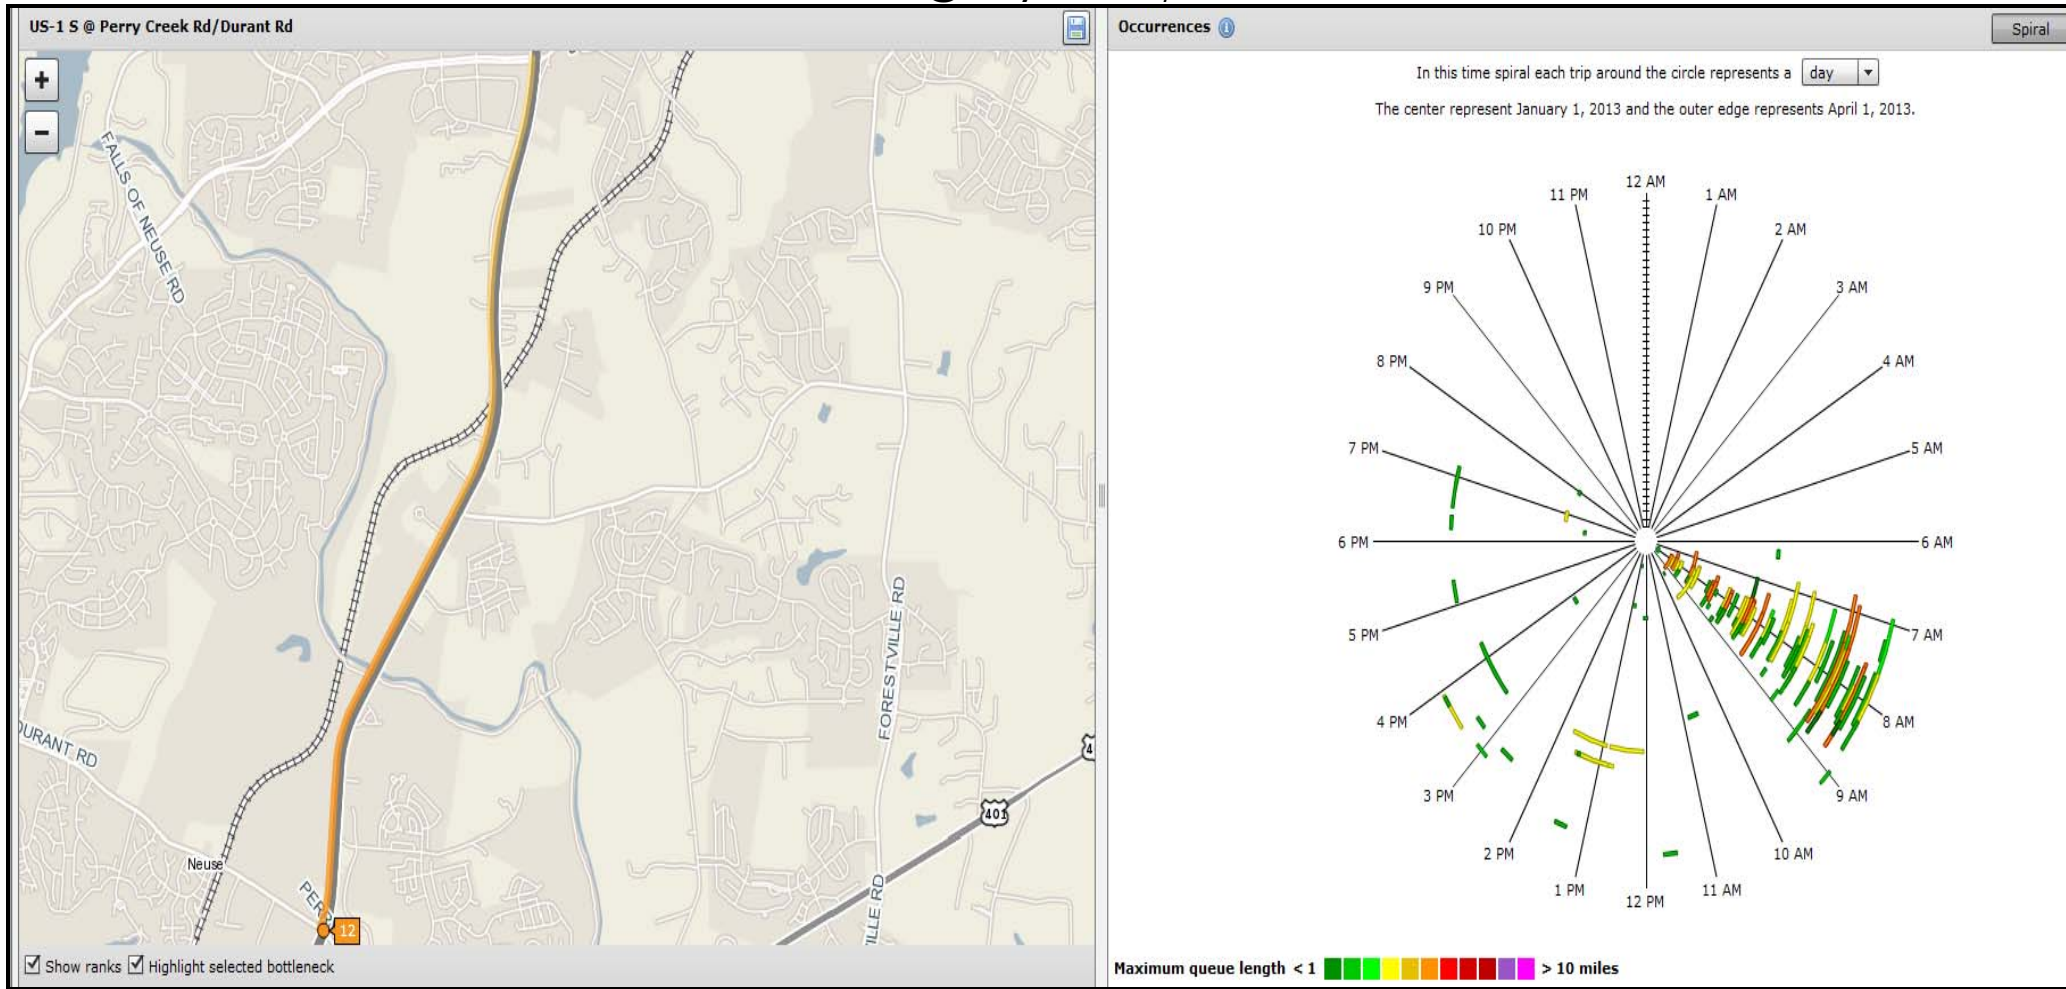 US-1 S @ Perry Creek Rd/Durant Rd
+
−
FALLS OF NEUSE RD
FORESTVILLE RD
DURANT RD
Neuse
401
VILLE RD
12
Show ranks
Highlight selected bottleneck
Occurrences
Spiral
In this time spiral each trip around the circle represents a day
The center represent January 1, 2013 and the outer edge represents April 1, 2013.
12 AM
1 AM
2 AM
3 AM
4 AM
5 AM
6 AM
7 AM
8 AM
9 AM
10 AM
11 AM
12 PM
1 PM
2 PM
3 PM
4 PM
5 PM
6 PM
7 PM
8 PM
9 PM
10 PM
11 PM
Maximum queue length < 1 > 10 miles